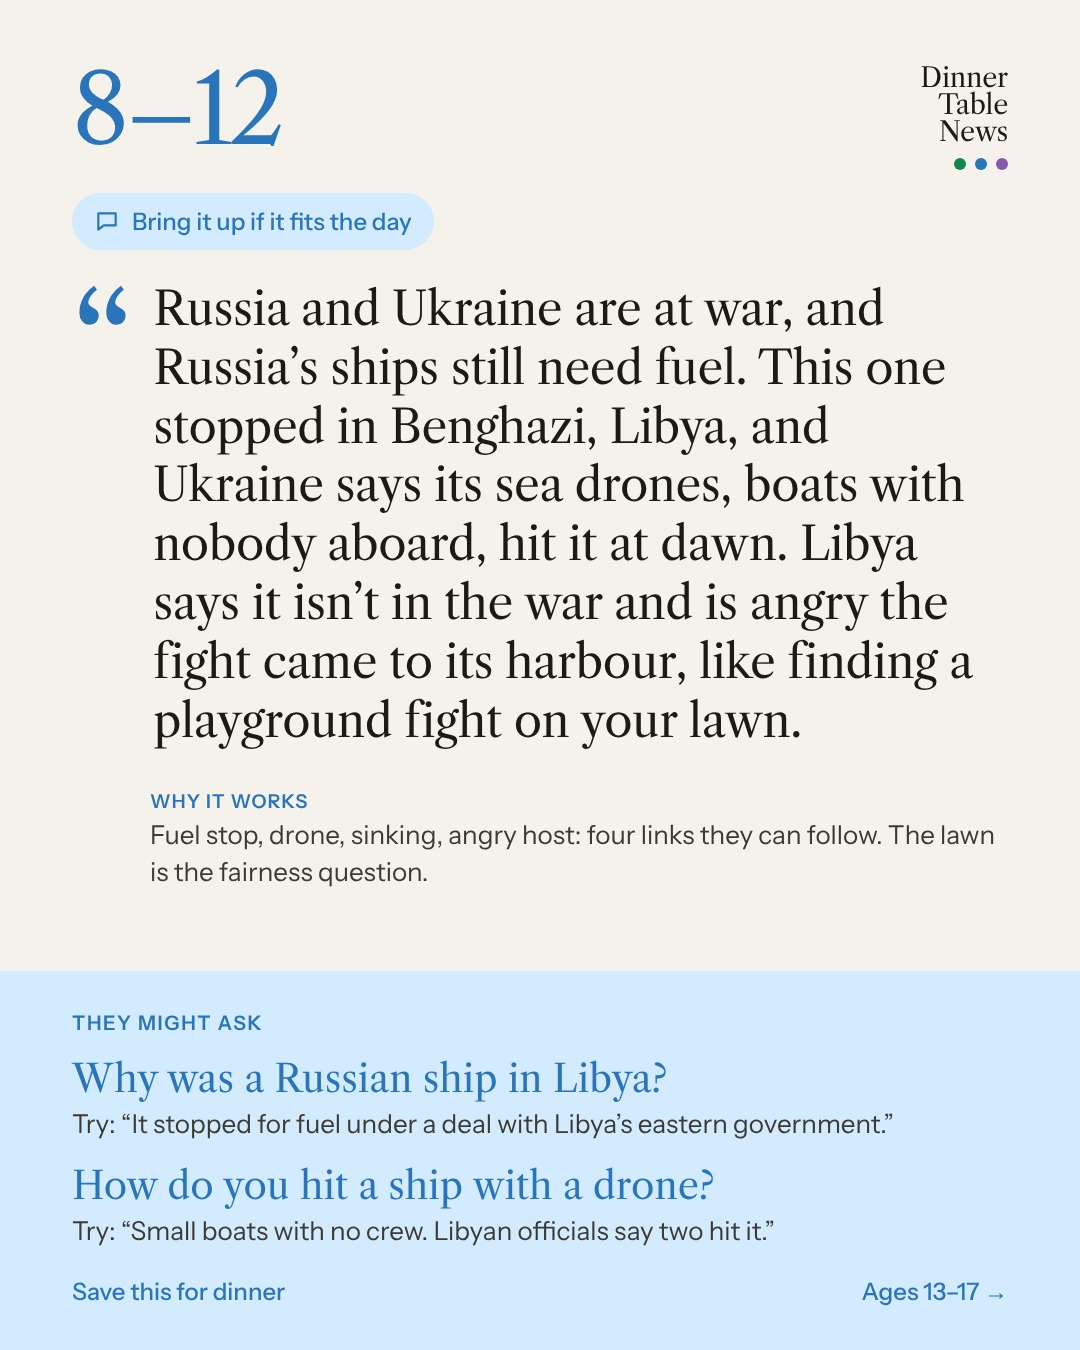 8–12
Dinner
Table
News
Bring it up if it fits the day
“Russia and Ukraine are at war, and
Russia’s ships still need fuel. This one
stopped in Benghazi, Libya, and
Ukraine says its sea drones, boats with
nobody aboard, hit it at dawn. Libya
says it isn’t in the war and is angry the
fight came to its harbour, like finding a
playground fight on your lawn.
WHY IT WORKS
Fuel stop, drone, sinking, angry host: four links they can follow. The lawn
is the fairness question.
THEY MIGHT ASK
Why was a Russian ship in Libya?
Try: “It stopped for fuel under a deal with Libya’s eastern government.”
How do you hit a ship with a drone?
Try: “Small boats with no crew. Libyan officials say two hit it.”
Save this for dinner
Ages 13–17 →